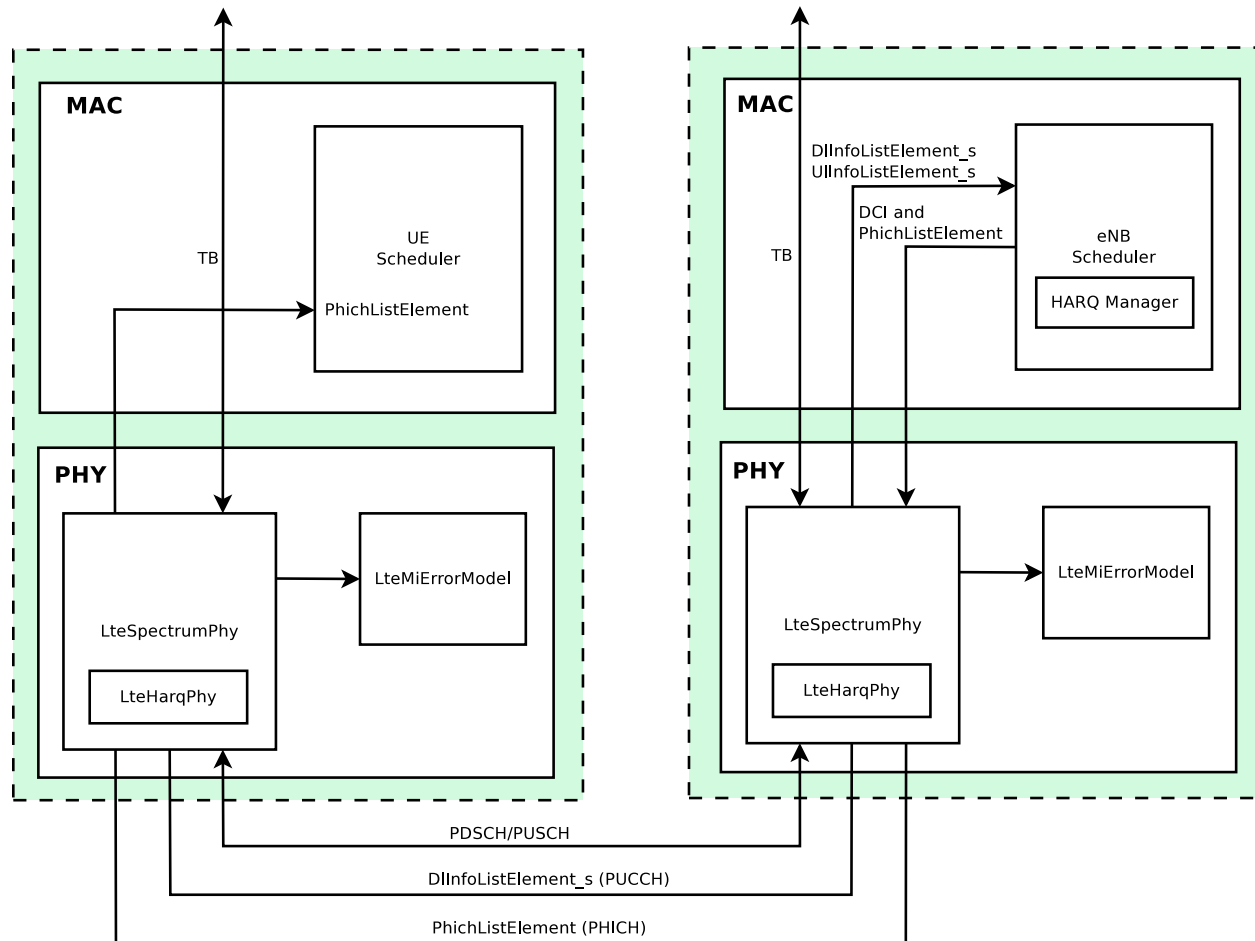 MAC
UE
Scheduler
TB
PhichListElement
PHY
LteMiErrorModel
LteSpectrumPhy
LteHarqPhy
MAC
DlInfoListElement_s
UlInfoListElement_s
DCI and
PhichListElement
TB
eNB
Scheduler
HARQ Manager
PHY
LteMiErrorModel
LteSpectrumPhy
LteHarqPhy
PDSCH/PUSCH
DlInfoListElement_s (PUCCH)
PhichListElement (PHICH)